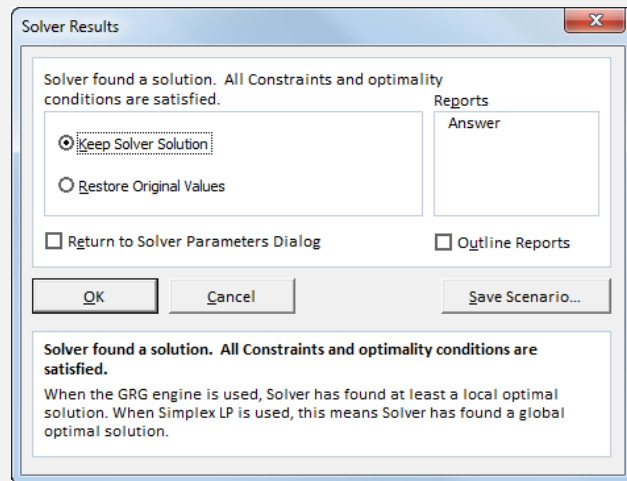 Solver Results
Solver found a solution.  All Constraints and optimality
conditions are satisfied.
Reports
Answer
Keep Solver Solution
Restore Original Values
Return to Solver Parameters Dialog
Outline Reports
OK
Cancel
Save Scenario...
Solver found a solution.  All Constraints and optimality conditions are
satisfied.
When the GRG engine is used, Solver has found at least a local optimal
solution. When Simplex LP is used, this means Solver has found a global
optimal solution.